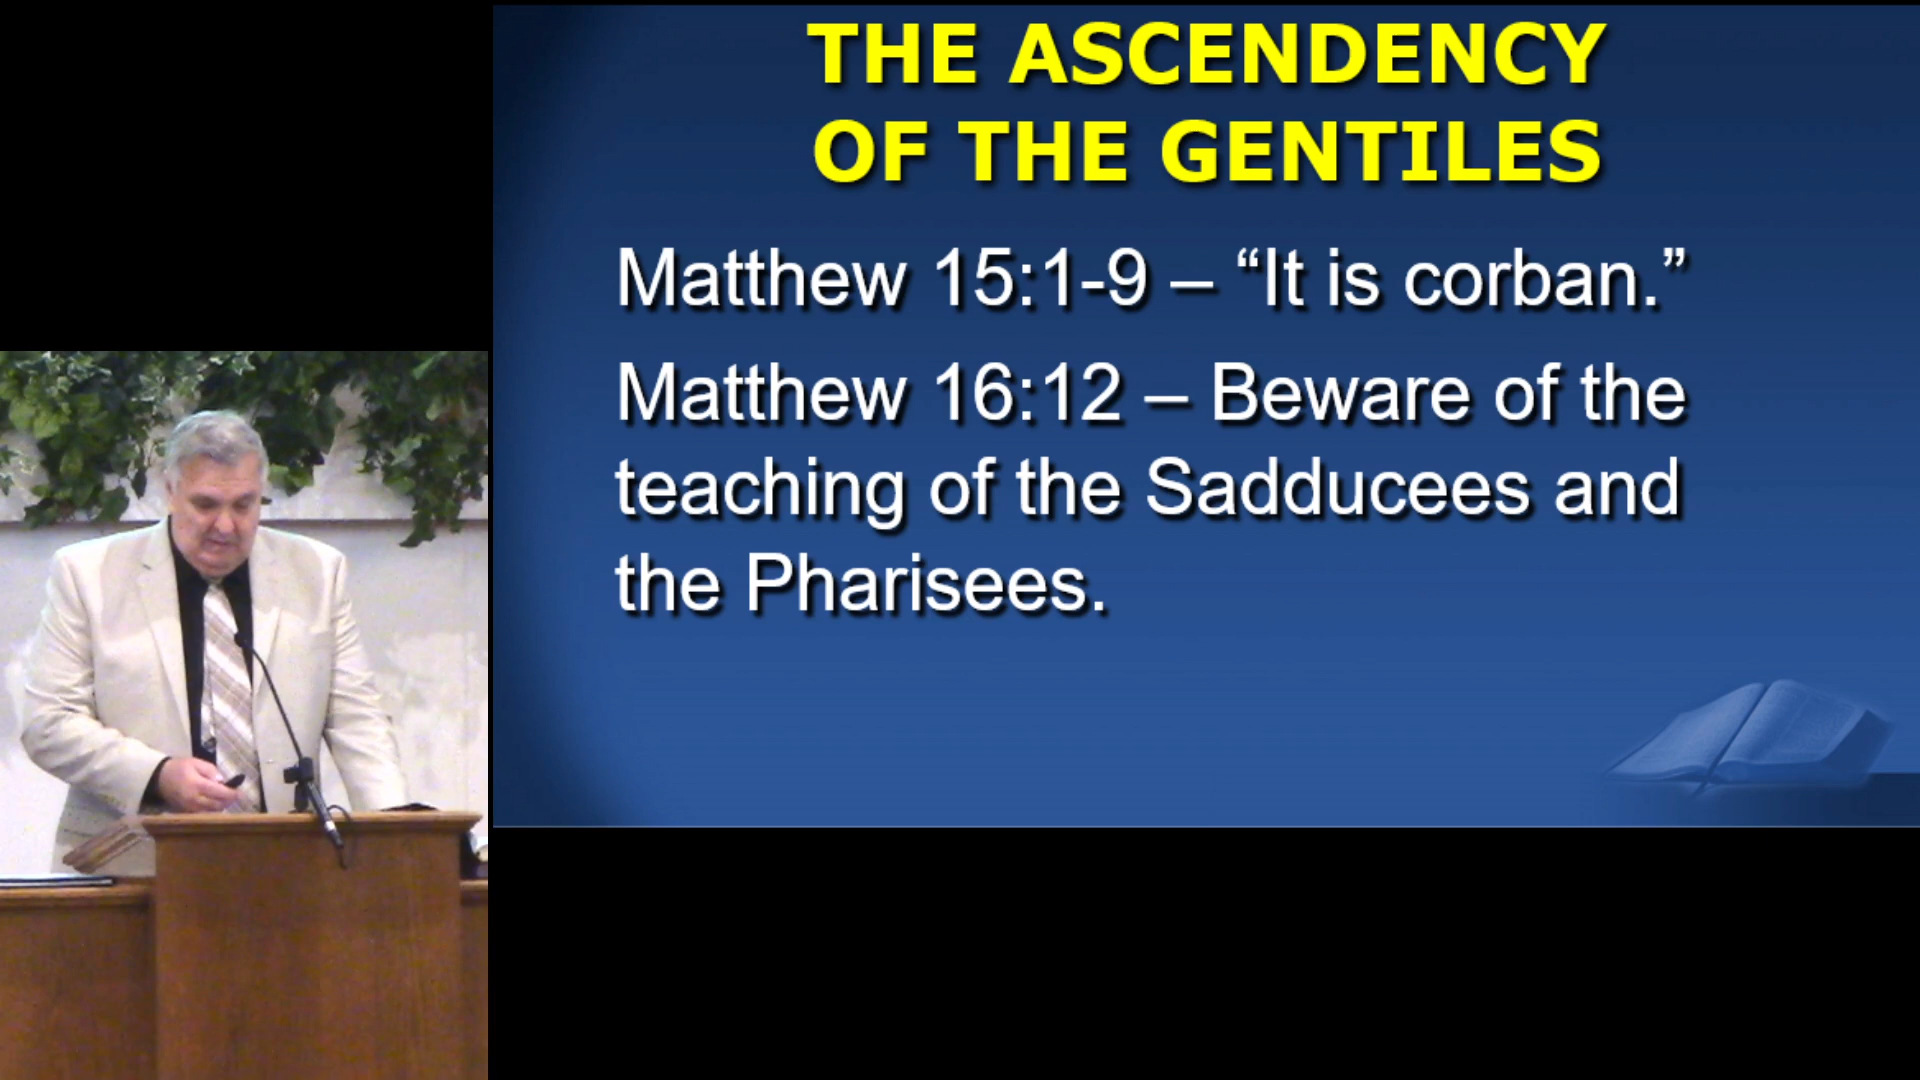 THE ASCENDENCY
OF THE GENTILES
Matthew 15:1-9 – “It is corban.”
Matthew 16:12 – Beware of the
teaching of the Sadducees and
the Pharisees.